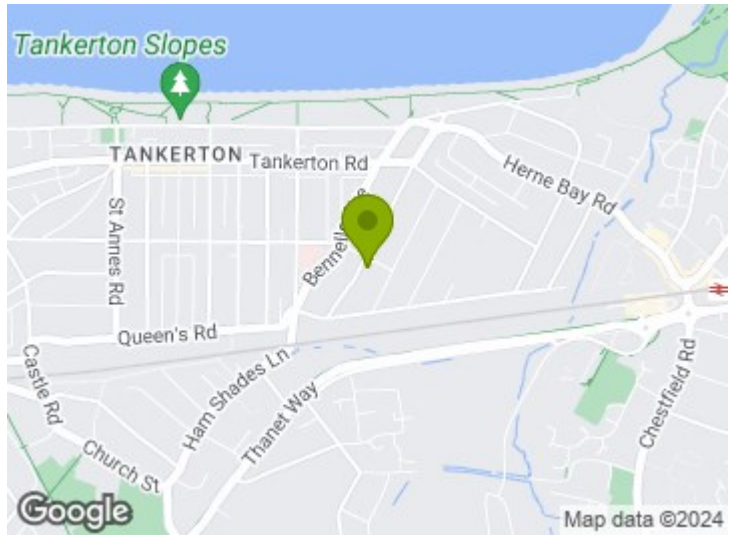 Tankerton Slopes
TANKERTON
Tankerton Rd
Herne Bay Rd
St Annes Rd
Queen's Rd
Castle Rd
Ham Shades Ln
Thanet Way
Church St
Chestfield Rd
Google
Map data ©2024